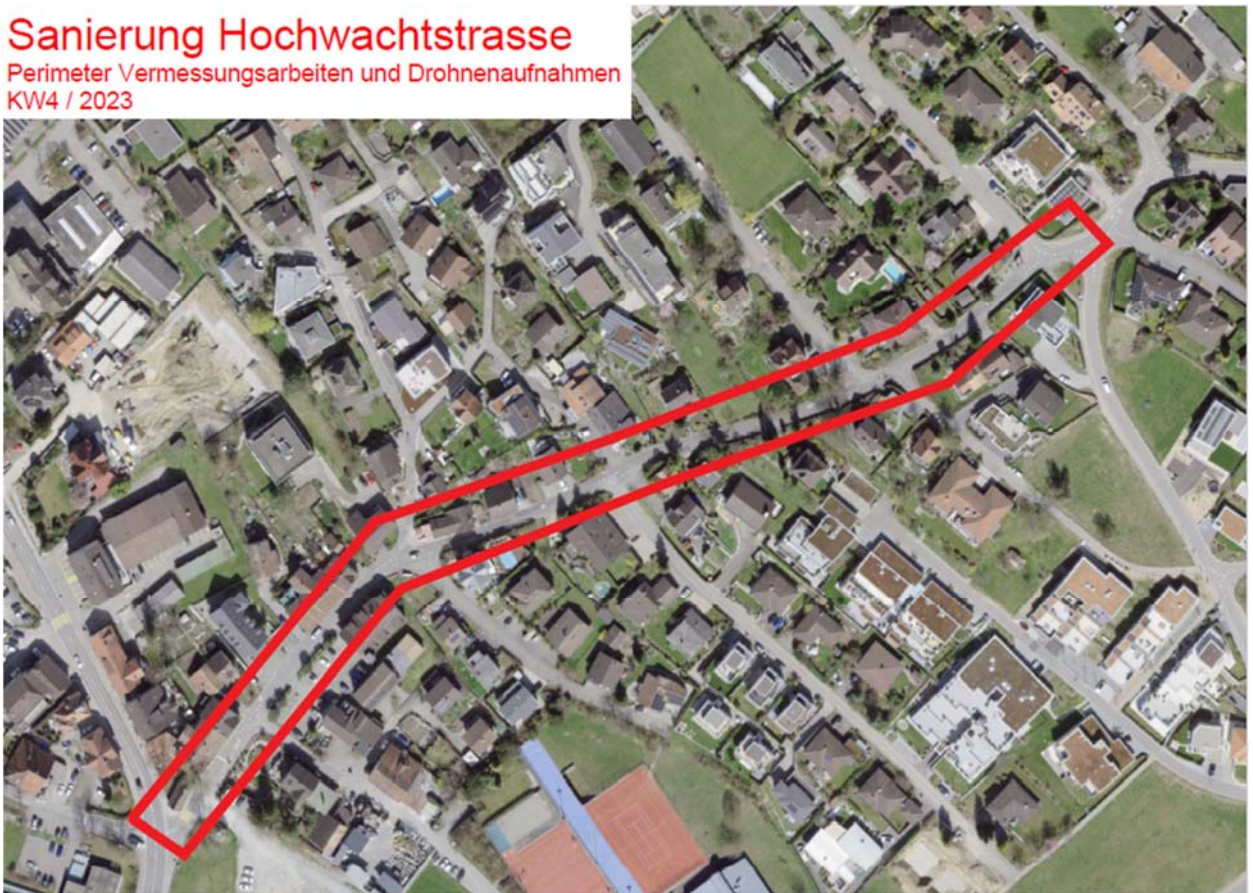 Sanierung Hochwachtstrasse
Perimeter Vermessungsarbeiten und Drohnenaufnahmen
KW4 / 2023